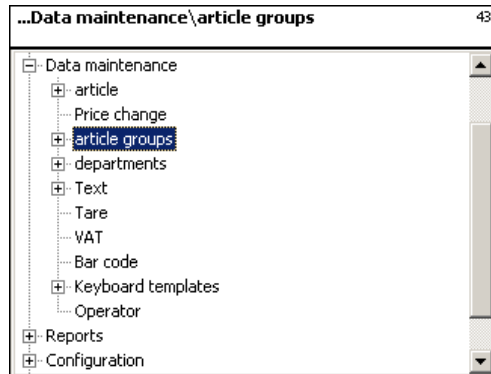 ...Data maintenance\article groups 43
Data maintenance
article
Price change
article groups
departments
Text
Tare
VAT
Bar code
Keyboard templates
Operator
Reports
Configuration